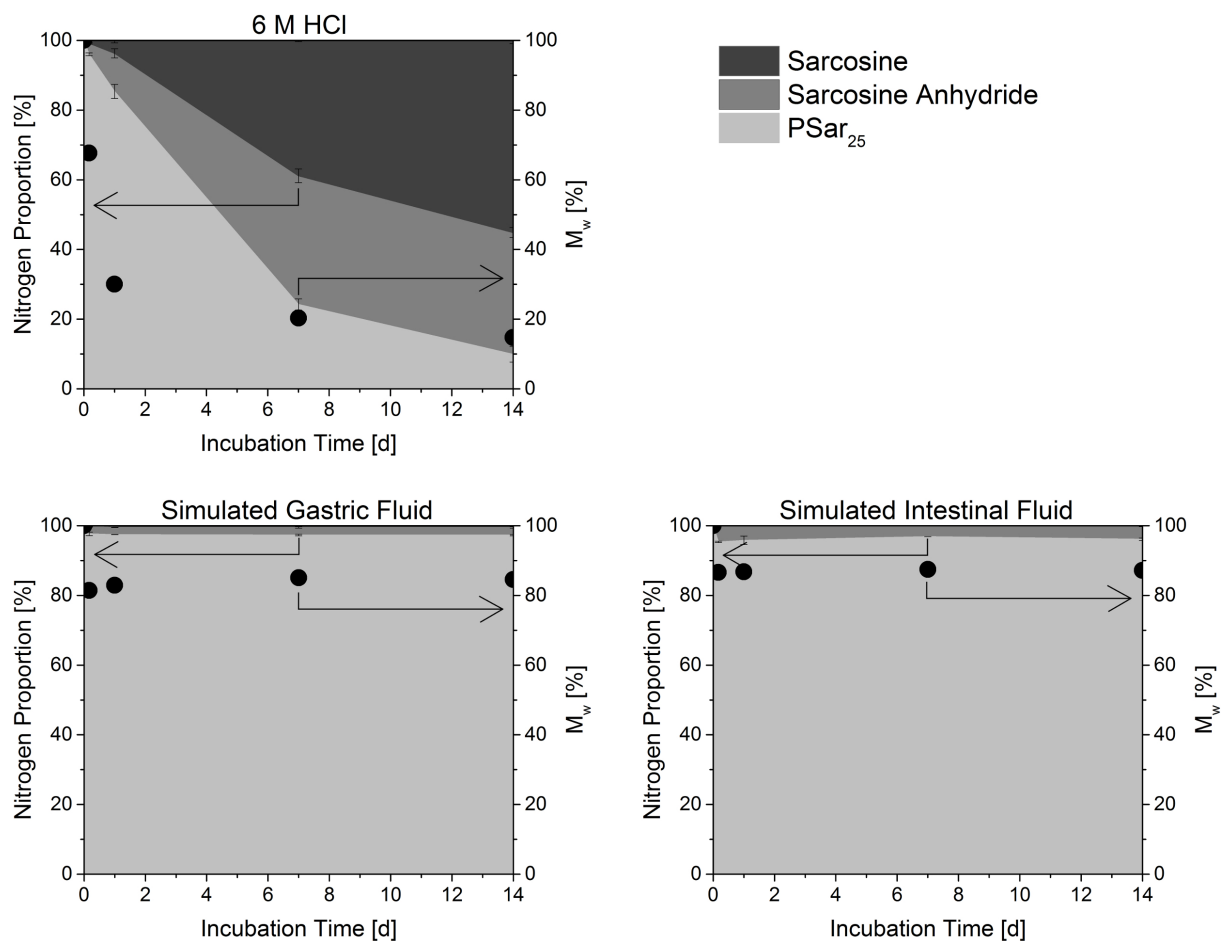 6 M HCl
Nitrogen Proportion [%]
100
80
60
40
20
0
100
80
60
40
20
0
M_w [%]
0 2 4 6 8 10 12 14
Incubation Time [d]
Sarcosine
Sarcosine Anhydride
PSar₂₅
Simulated Gastric Fluid
Nitrogen Proportion [%]
100
80
60
40
20
0
100
80
60
40
20
0
M_w [%]
0 2 4 6 8 10 12 14
Incubation Time [d]
Simulated Intestinal Fluid
Nitrogen Proportion [%]
100
80
60
40
20
0
100
80
60
40
20
0
M_w [%]
0 2 4 6 8 10 12 14
Incubation Time [d]